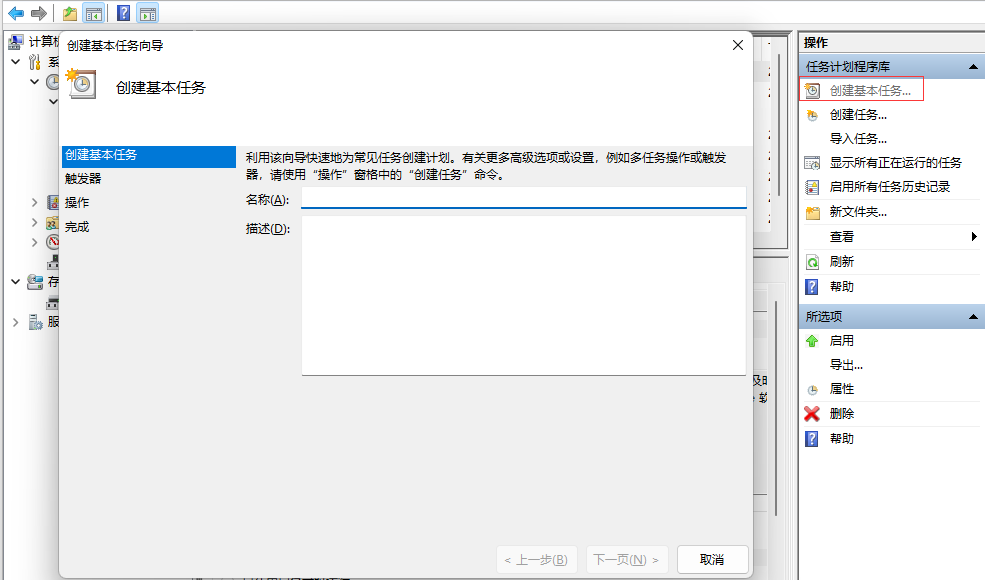 计算机
创建基本任务向导
创建基本任务
创建基本任务
触发器
操作
完成
利用该向导快速地为常见任务创建计划。有关更多高级选项或设置，例如多任务操作或触发
器，请使用“操作”窗格中的“创建任务”命令。
名称(A):
描述(D):
< 上一步(B)
下一页(N) >
取消
系
存
服
及时
软
操作
任务计划程序库
创建基本任务...
创建任务...
导入任务...
显示所有正在运行的任务
启用所有任务历史记录
新文件夹...
查看
刷新
帮助
所选项
启用
导出...
属性
删除
帮助